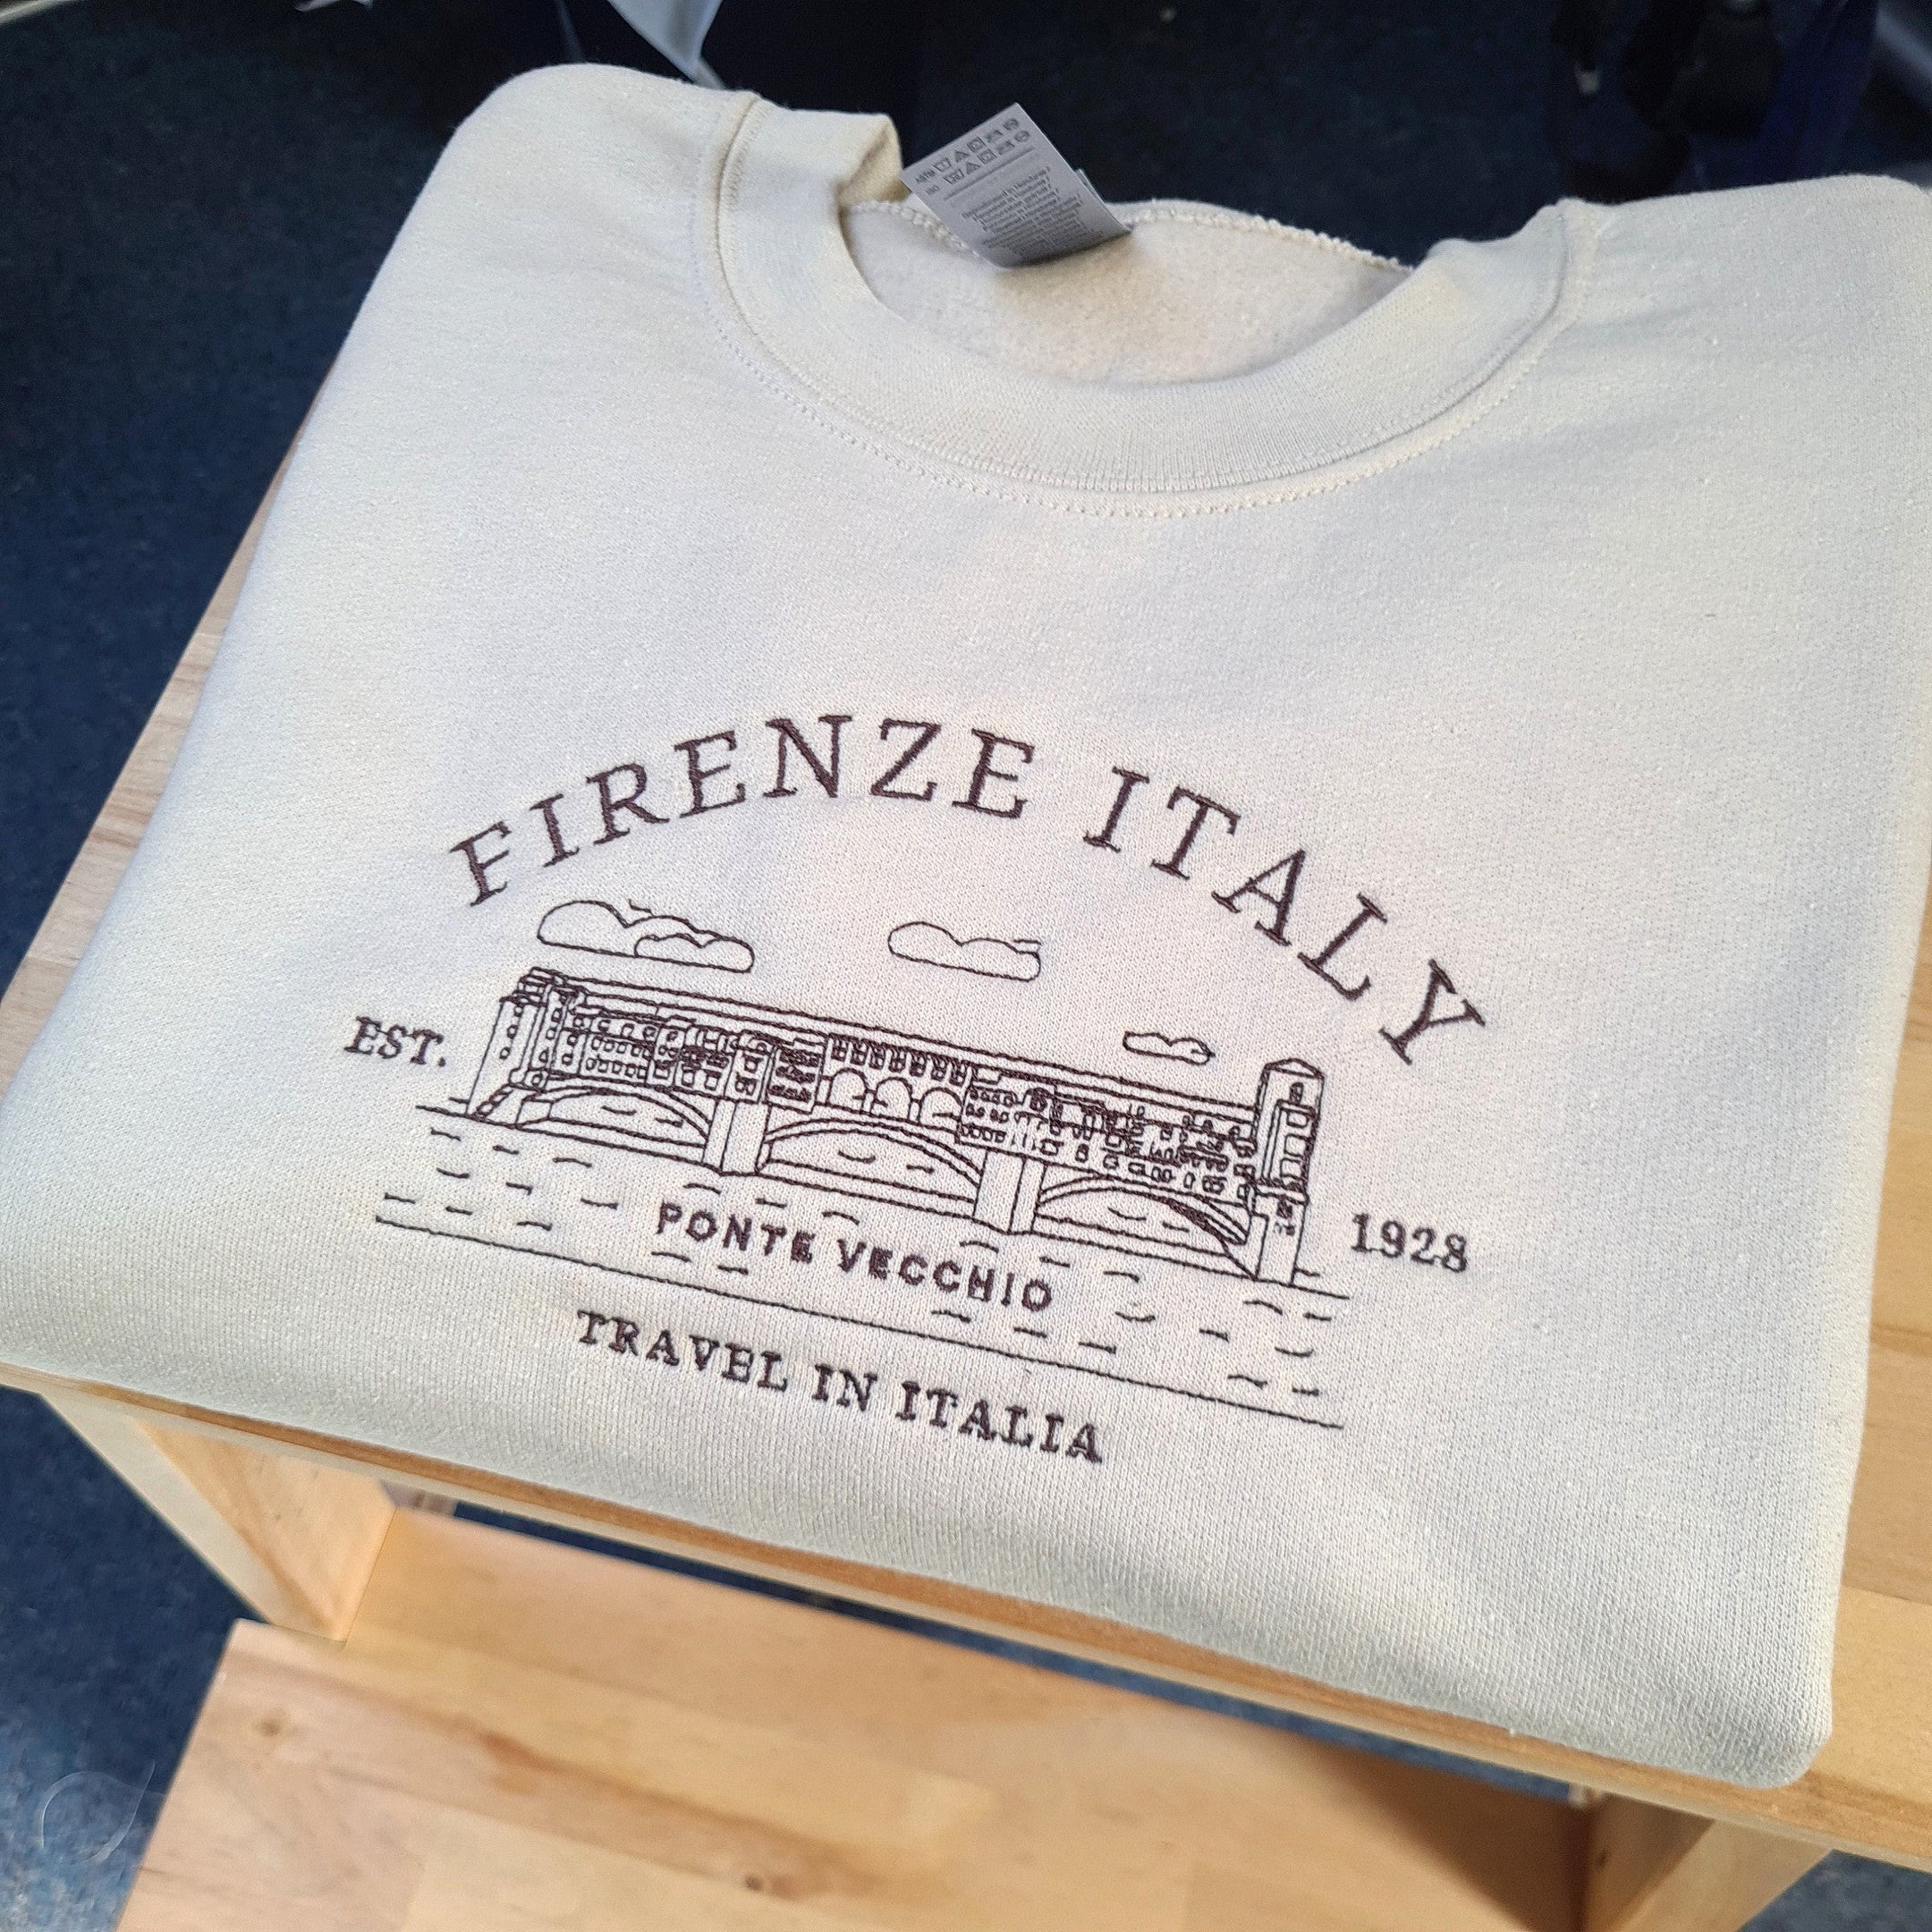 FIRENZE ITALY
EST.
1928
PONTE VECCHIO
TRAVEL IN ITALIA